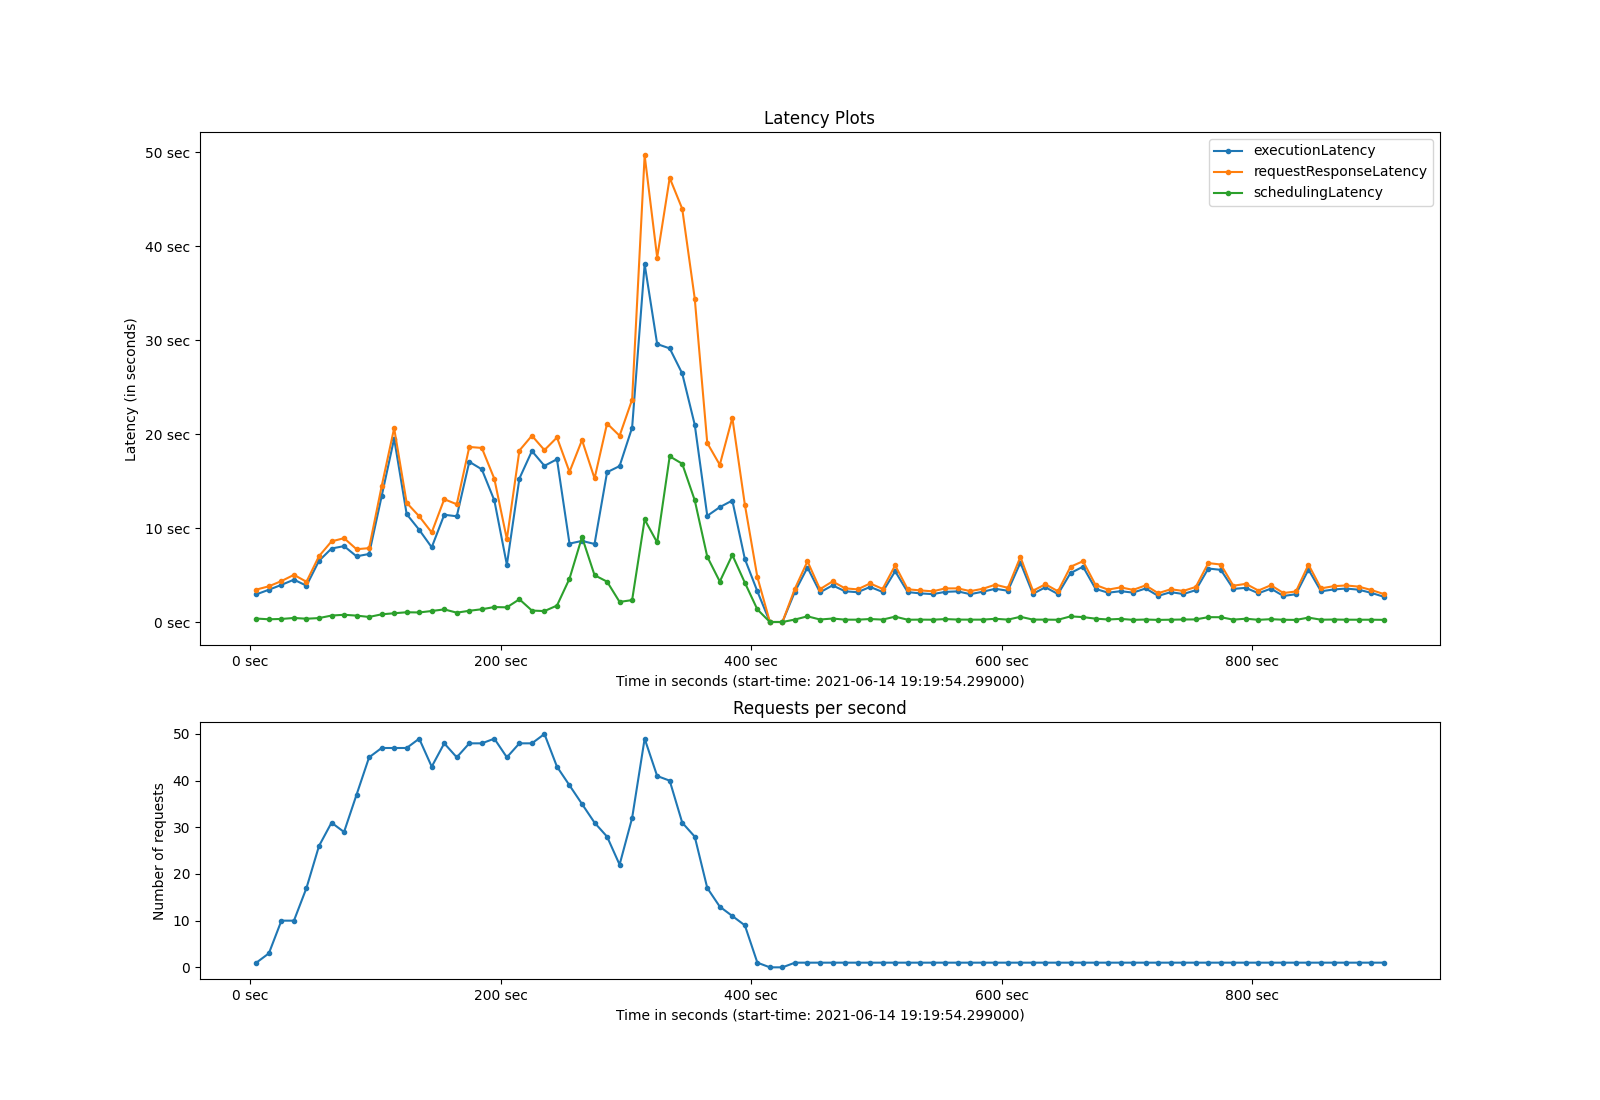 Latency Plots
50 sec
40 sec
30 sec
20 sec
10 sec
0 sec
Latency (in seconds)
executionLatency
requestResponseLatency
schedulingLatency
0 sec 200 sec 400 sec 600 sec 800 sec
Time in seconds (start-time: 2021-06-14 19:19:54.299000)
Requests per second
50
40
30
20
10
0
Number of requests
0 sec 200 sec 400 sec 600 sec 800 sec
Time in seconds (start-time: 2021-06-14 19:19:54.299000)